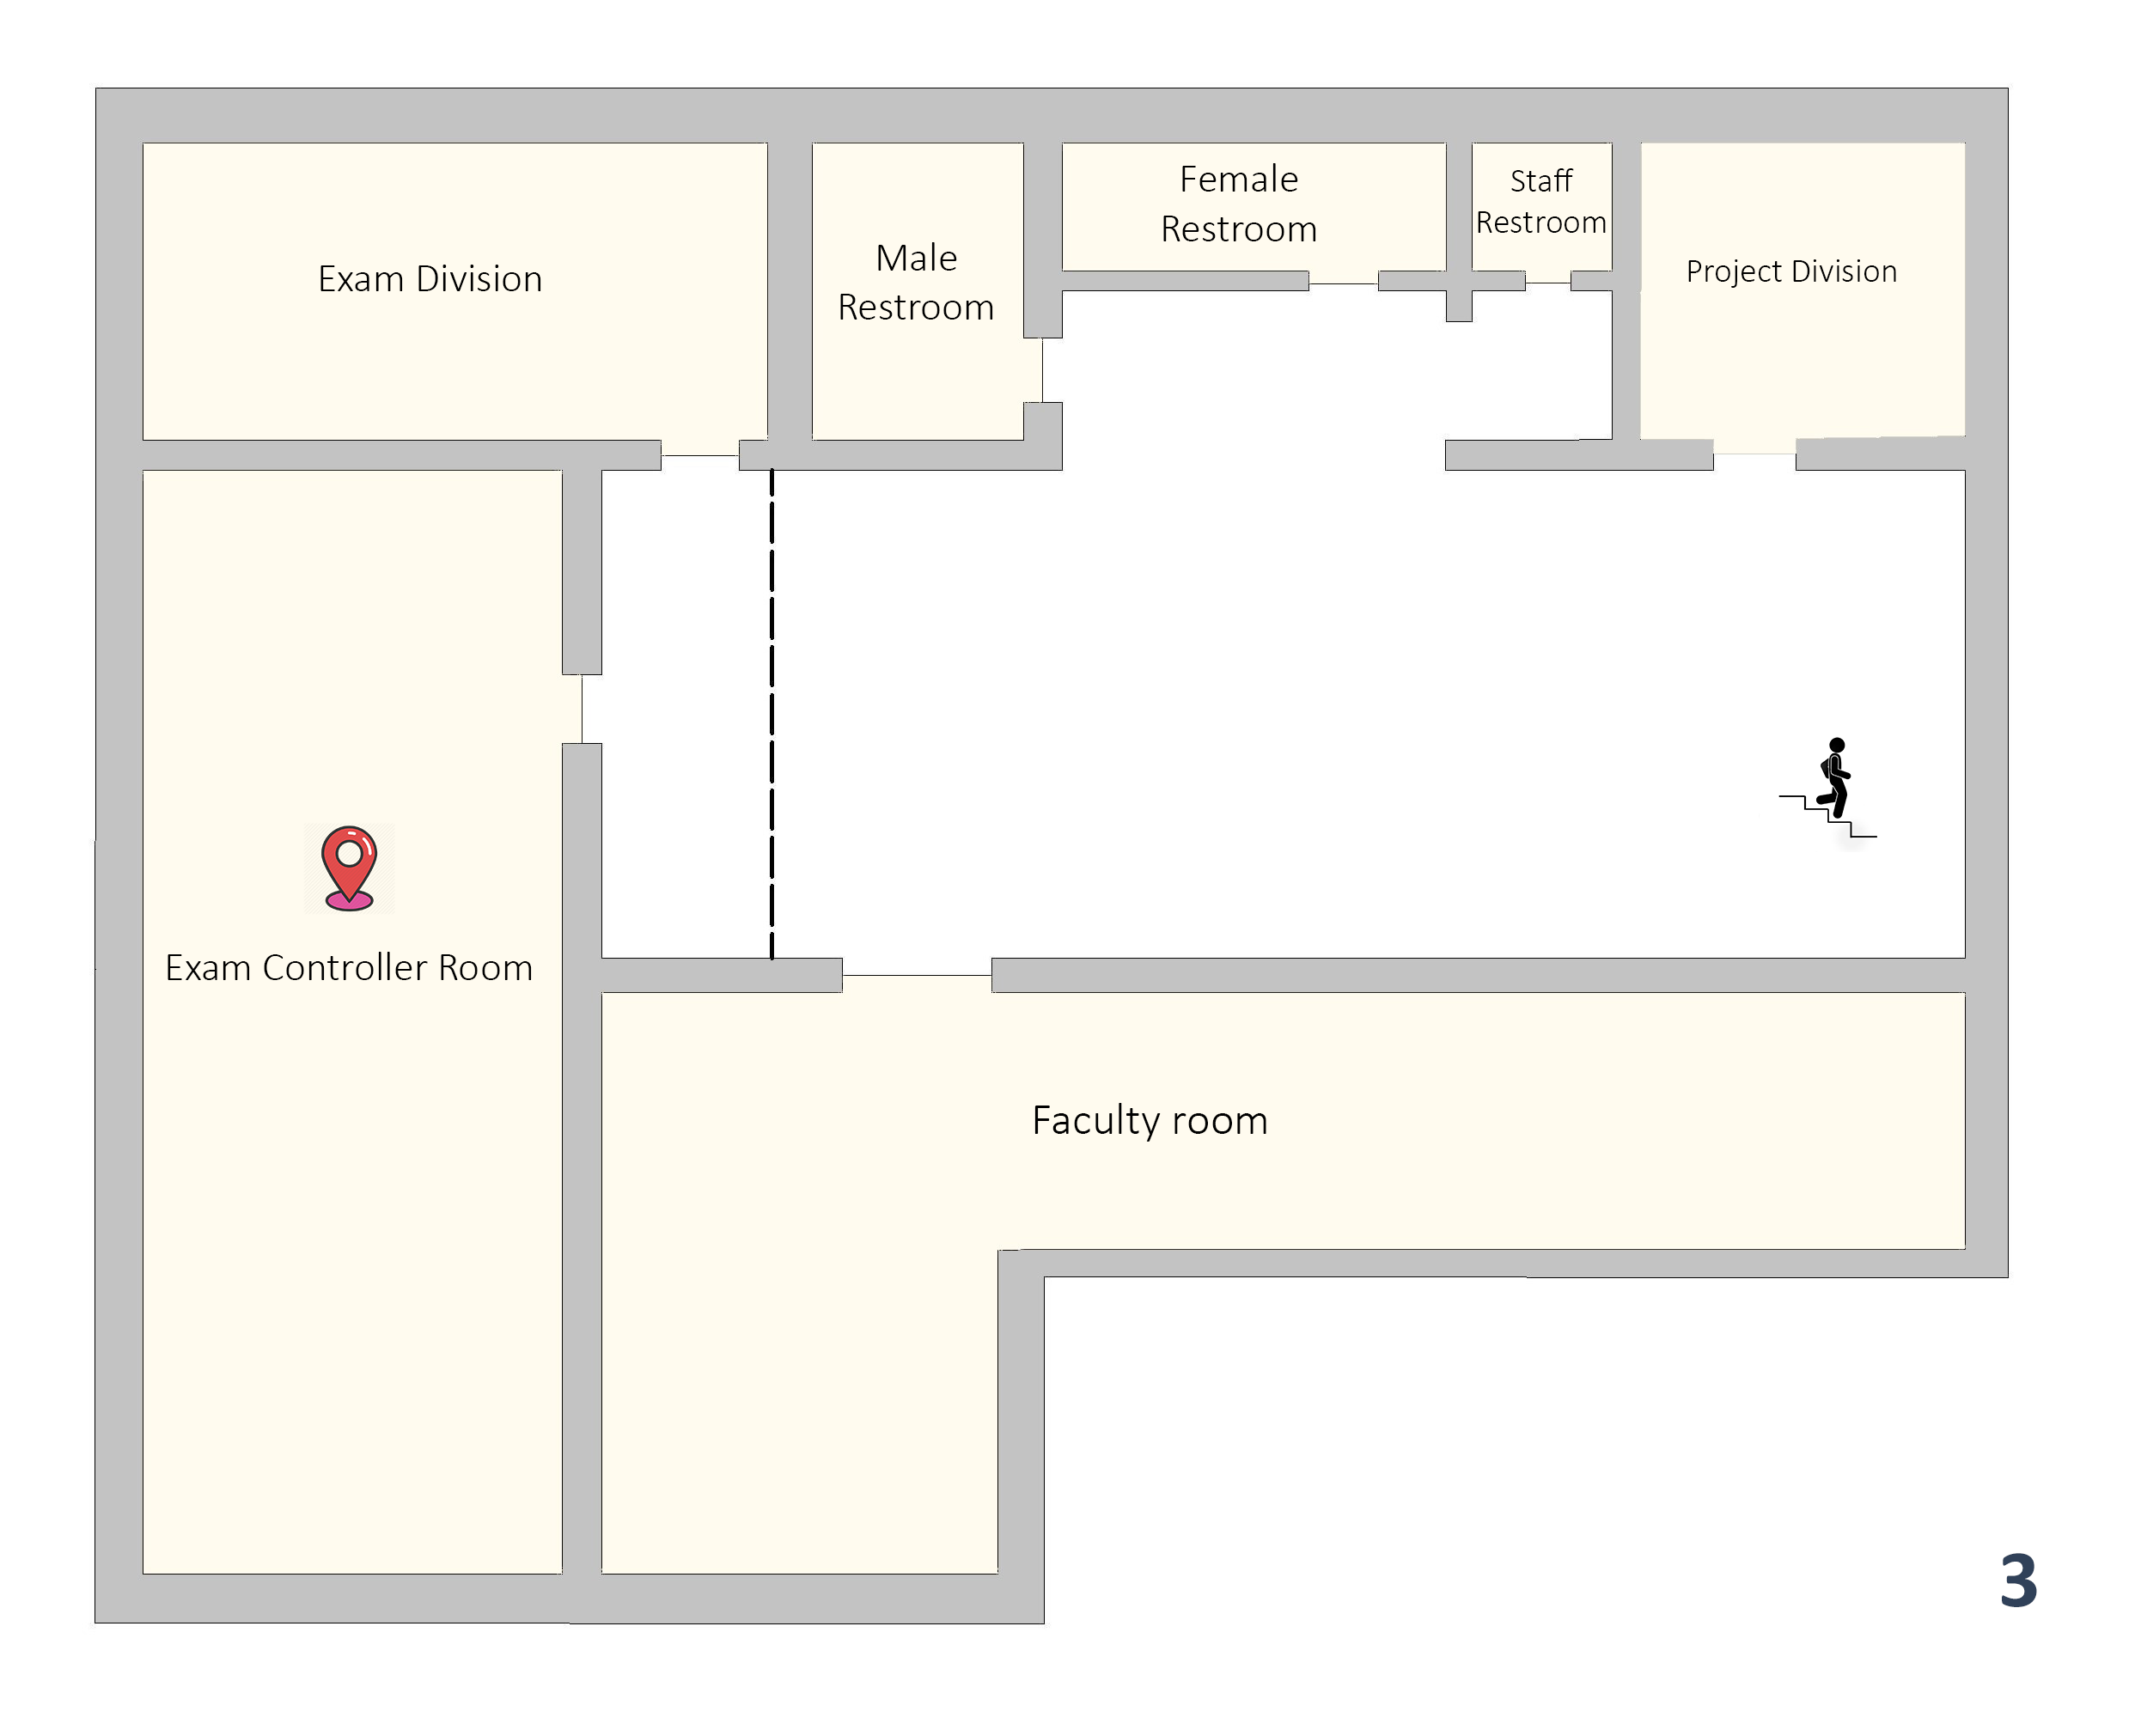 Exam Division
Male
Restroom
Female
Restroom
Staff
Restroom
Project Division
Exam Controller Room
Faculty room
3